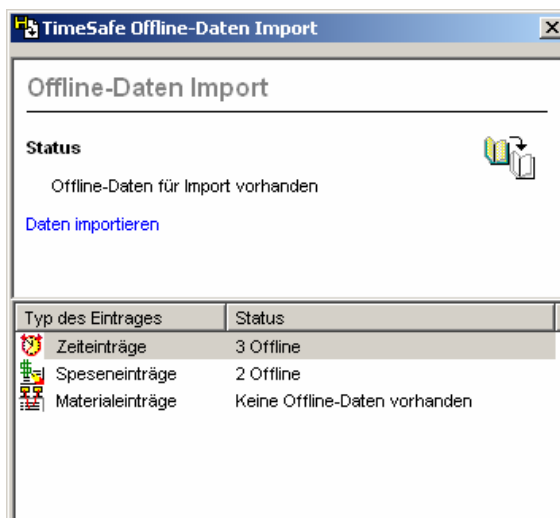 TimeSafe Offline-Daten Import
Offline-Daten Import
Status
Offline-Daten für Import vorhanden
Daten importieren
Typ des Eintrages Status
Zeiteinträge 3 Offline
Speseneinträge 2 Offline
Materialeinträge Keine Offline-Daten vorhanden